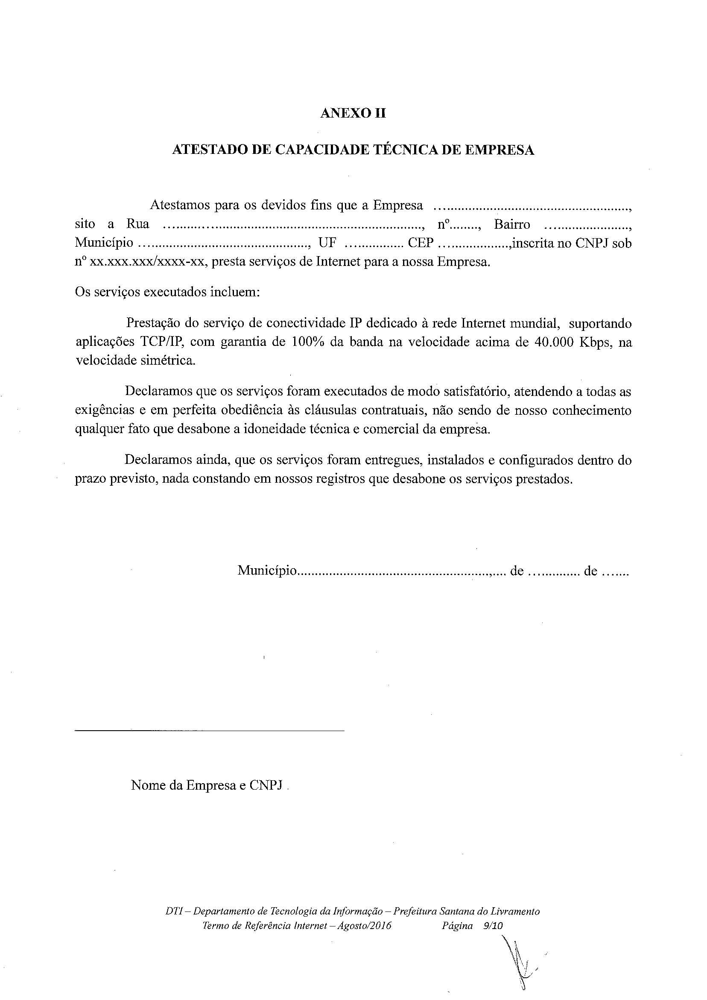 ANEXO II
ATESTADO DE CAPACIDADE TÉCNICA DE EMPRESA
Atestamos para os devidos fins que a Empresa ......................................................,
sito a Rua ........................................................................, nº........, Bairro ........................,
Município ..............................................., UF ................ CEP ...................,inscrita no CNPJ sob
nº xx.xxx.xxx/xxxx-xx, presta serviços de Internet para a nossa Empresa.
Os serviços executados incluem:
Prestação do serviço de conectividade IP dedicado à rede Internet mundial, suportando
aplicações TCP/IP, com garantia de 100% da banda na velocidade acima de 40.000 Kbps, na
velocidade simétrica.
Declaramos que os serviços foram executados de modo satisfatório, atendendo a todas as
exigências e em perfeita obediência às cláusulas contratuais, não sendo de nosso conhecimento
qualquer fato que desabone a idoneidade técnica e comercial da empresa.
Declaramos ainda, que os serviços foram entregues, instalados e configurados dentro do
prazo previsto, nada constando em nossos registros que desabone os serviços prestados.
Município......................................................,.... de .............. de .......
Nome da Empresa e CNPJ
DTI – Departamento de Tecnologia da Informação – Prefeitura Santana do Livramento
Termo de Referência Internet – Agosto/2016 Página 9/10